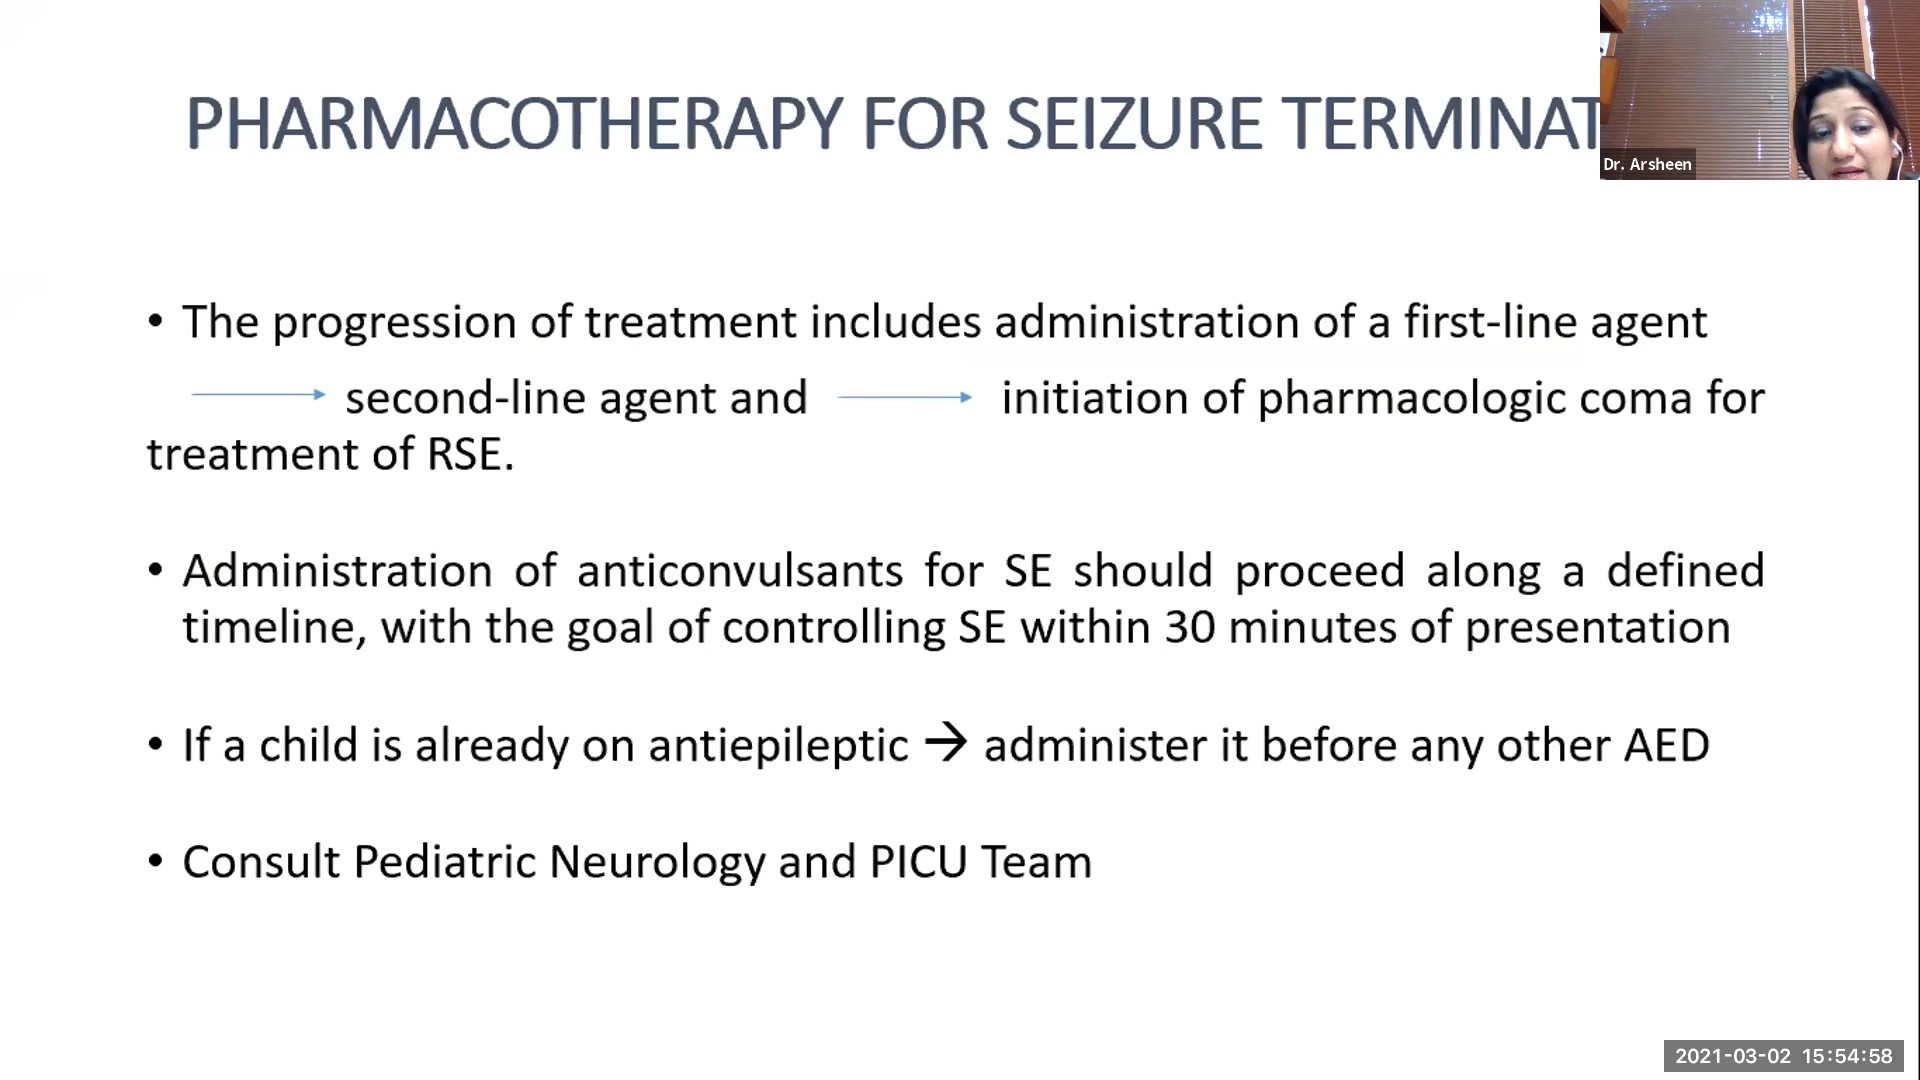 PHARMACOTHERAPY FOR SEIZURE TERMINAT
Dr. Arsheen
• The progression of treatment includes administration of a first-line agent
second-line agent and initiation of pharmacologic coma for
treatment of RSE.
• Administration of anticonvulsants for SE should proceed along a defined
timeline, with the goal of controlling SE within 30 minutes of presentation
• If a child is already on antiepileptic → administer it before any other AED
• Consult Pediatric Neurology and PICU Team
2021-03-02 15:54:58